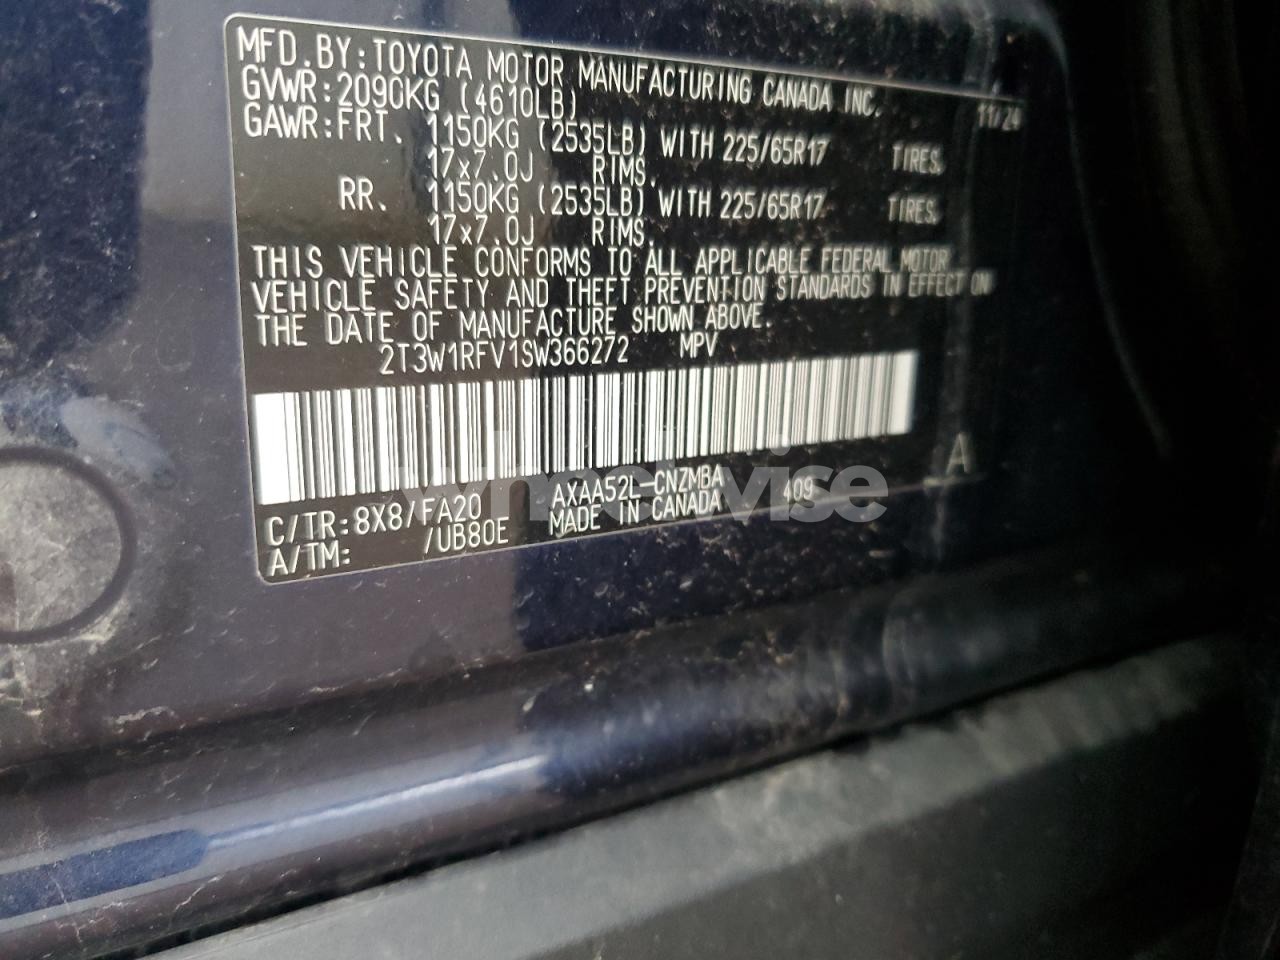 MFD.BY:TOYOTA MOTOR MANUFACTURING CANADA INC. 11/24
GVWR:2090KG (4610LB)
GAWR:FRT. 1150KG (2535LB) WITH 225/65R17 TIRES,
17x7.0J RIMS.
RR. 1150KG (2535LB) WITH 225/65R17 TIRES,
17x7.0J RIMS.
THIS VEHICLE CONFORMS TO ALL APPLICABLE FEDERAL MOTOR
VEHICLE SAFETY AND THEFT PREVENTION STANDARDS IN EFFECT ON
THE DATE OF MANUFACTURE SHOWN ABOVE.
2T3W1RFV1SW366272 MPV
A
C/TR:8X8/FA20 AXAA52L-CNZMBA 409
A/TM: /UB80E MADE IN CANADA
wheelwise